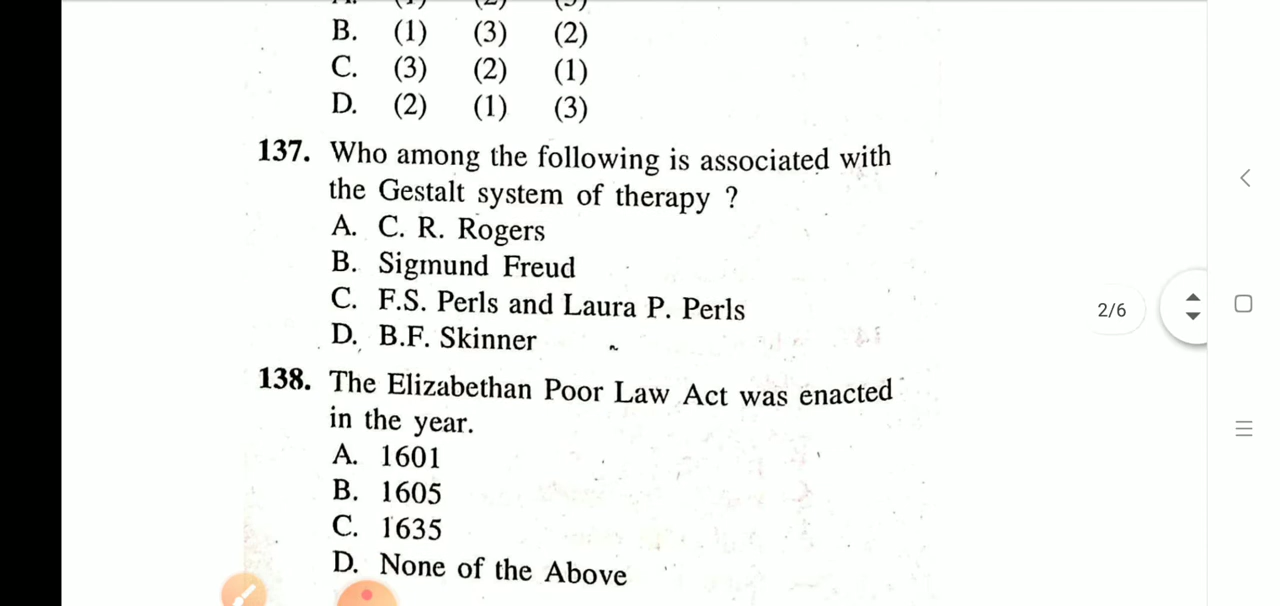 B. (1) (3) (2)
C. (3) (2) (1)
D. (2) (1) (3)
137. Who among the following is associated with
the Gestalt system of therapy ?
A. C. R. Rogers
B. Sigmund Freud
C. F.S. Perls and Laura P. Perls
D. B.F. Skinner
138. The Elizabethan Poor Law Act was enacted
in the year.
A. 1601
B. 1605
C. 1635
D. None of the Above
2/6